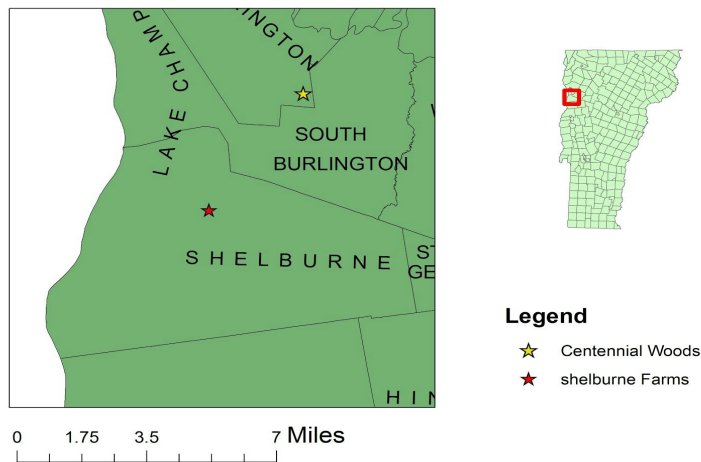 LAKE CHAMP
INGTON
SOUTH
BURLINGTON
SHELBURNE
ST
GE
HIN
Legend
Centennial Woods
shelburne Farms
0 1.75 3.5 7 Miles